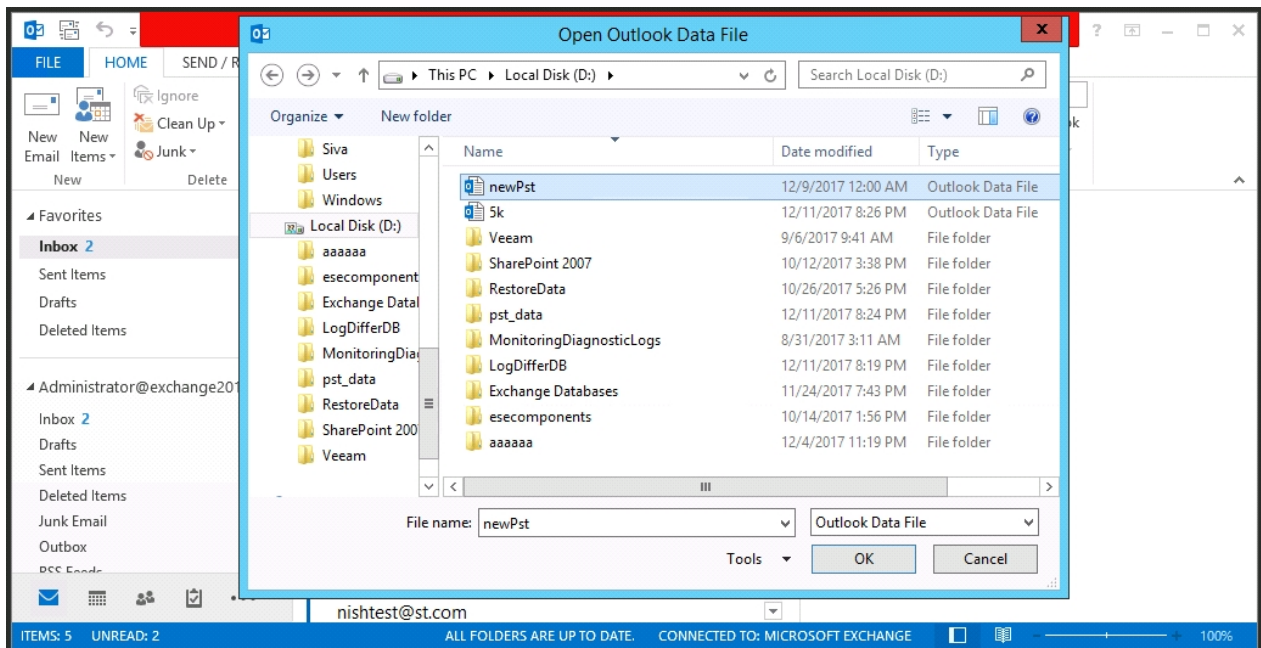 Open Outlook Data File
FILE HOME SEND / R
This PC Local Disk (D:)
Search Local Disk (D:)
Organize New folder
Ignore
Clean Up
Junk
New Email
New Items
New Delete
Favorites
Inbox 2
Sent Items
Drafts
Deleted Items
Administrator@exchange201
Inbox 2
Drafts
Sent Items
Deleted Items
Junk Email
Outbox
RSS Feeds
Siva
Users
Windows
Local Disk (D:)
aaaaaa
esecomponent
Exchange Datal
LogDifferDB
MonitoringDiag
pst_data
RestoreData
SharePoint 200
Veeam
Name Date modified Type
newPst 12/9/2017 12:00 AM Outlook Data File
5k 12/11/2017 8:26 PM Outlook Data File
Veeam 9/6/2017 9:41 AM File folder
SharePoint 2007 10/12/2017 3:38 PM File folder
RestoreData 10/26/2017 5:26 PM File folder
pst_data 12/11/2017 8:24 PM File folder
MonitoringDiagnosticLogs 8/31/2017 3:11 AM File folder
LogDifferDB 12/11/2017 8:19 PM File folder
Exchange Databases 11/24/2017 7:43 PM File folder
esecomponents 10/14/2017 1:56 PM File folder
aaaaaa 12/4/2017 11:19 PM File folder
File name: newPst Outlook Data File
Tools OK Cancel
nishtest@st.com
ITEMS: 5 UNREAD: 2 ALL FOLDERS ARE UP TO DATE. CONNECTED TO: MICROSOFT EXCHANGE 100%